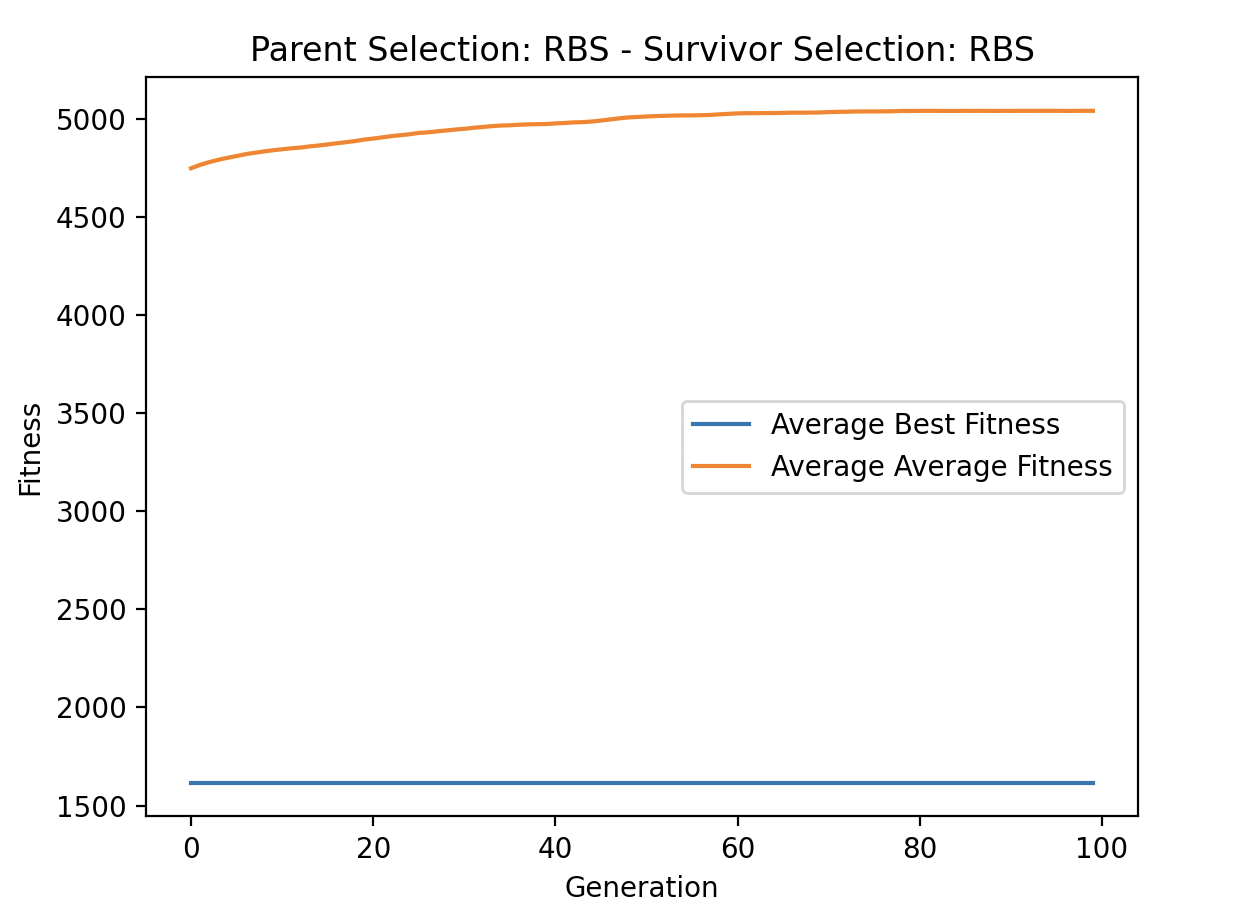 Parent Selection: RBS - Survivor Selection: RBS
5000
4500
4000
3500
3000
2500
2000
1500
Fitness
Average Best Fitness
Average Average Fitness
0 20 40 60 80 100
Generation